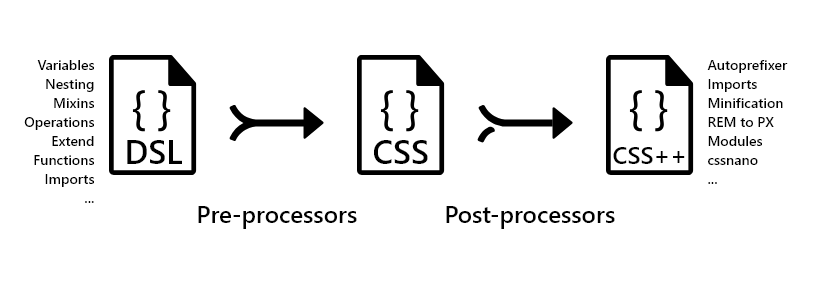 Variables
Nesting
Mixins
Operations
Extend
Functions
Imports
...
{ }
DSL
Pre-processors
{ }
CSS
Post-processors
{ }
CSS++
Autoprefixer
Imports
Minification
REM to PX
Modules
cssnano
...